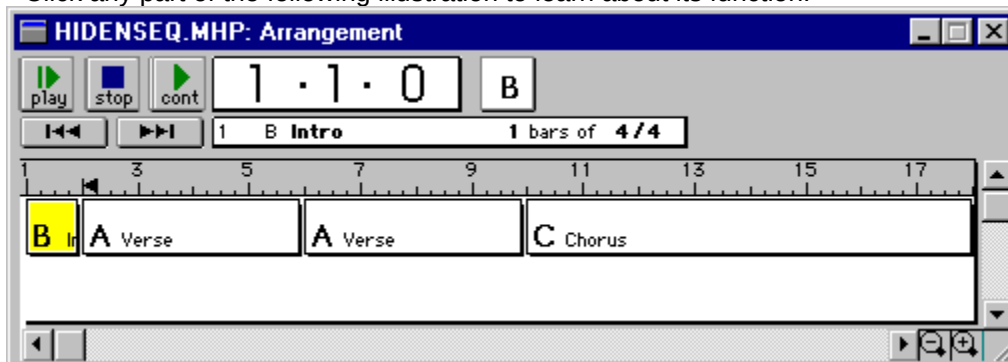 Click any part of the following illustration to learn about its function.
HIDENSEQ.MHP: Arrangement
play stop cont 1 · 1 · 0 B
1 B Intro 1 bars of 4/4
1 3 5 7 9 11 13 15 17
B In A Verse A Verse C Chorus